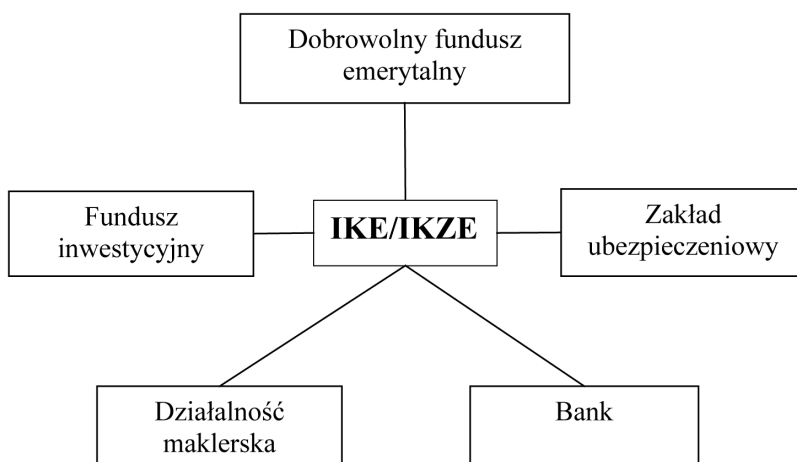 Dobrowolny fundusz
emerytalny
Fundusz
inwestycyjny
IKE/IKZE
Zakład
ubezpieczeniowy
Działalność
maklerska
Bank